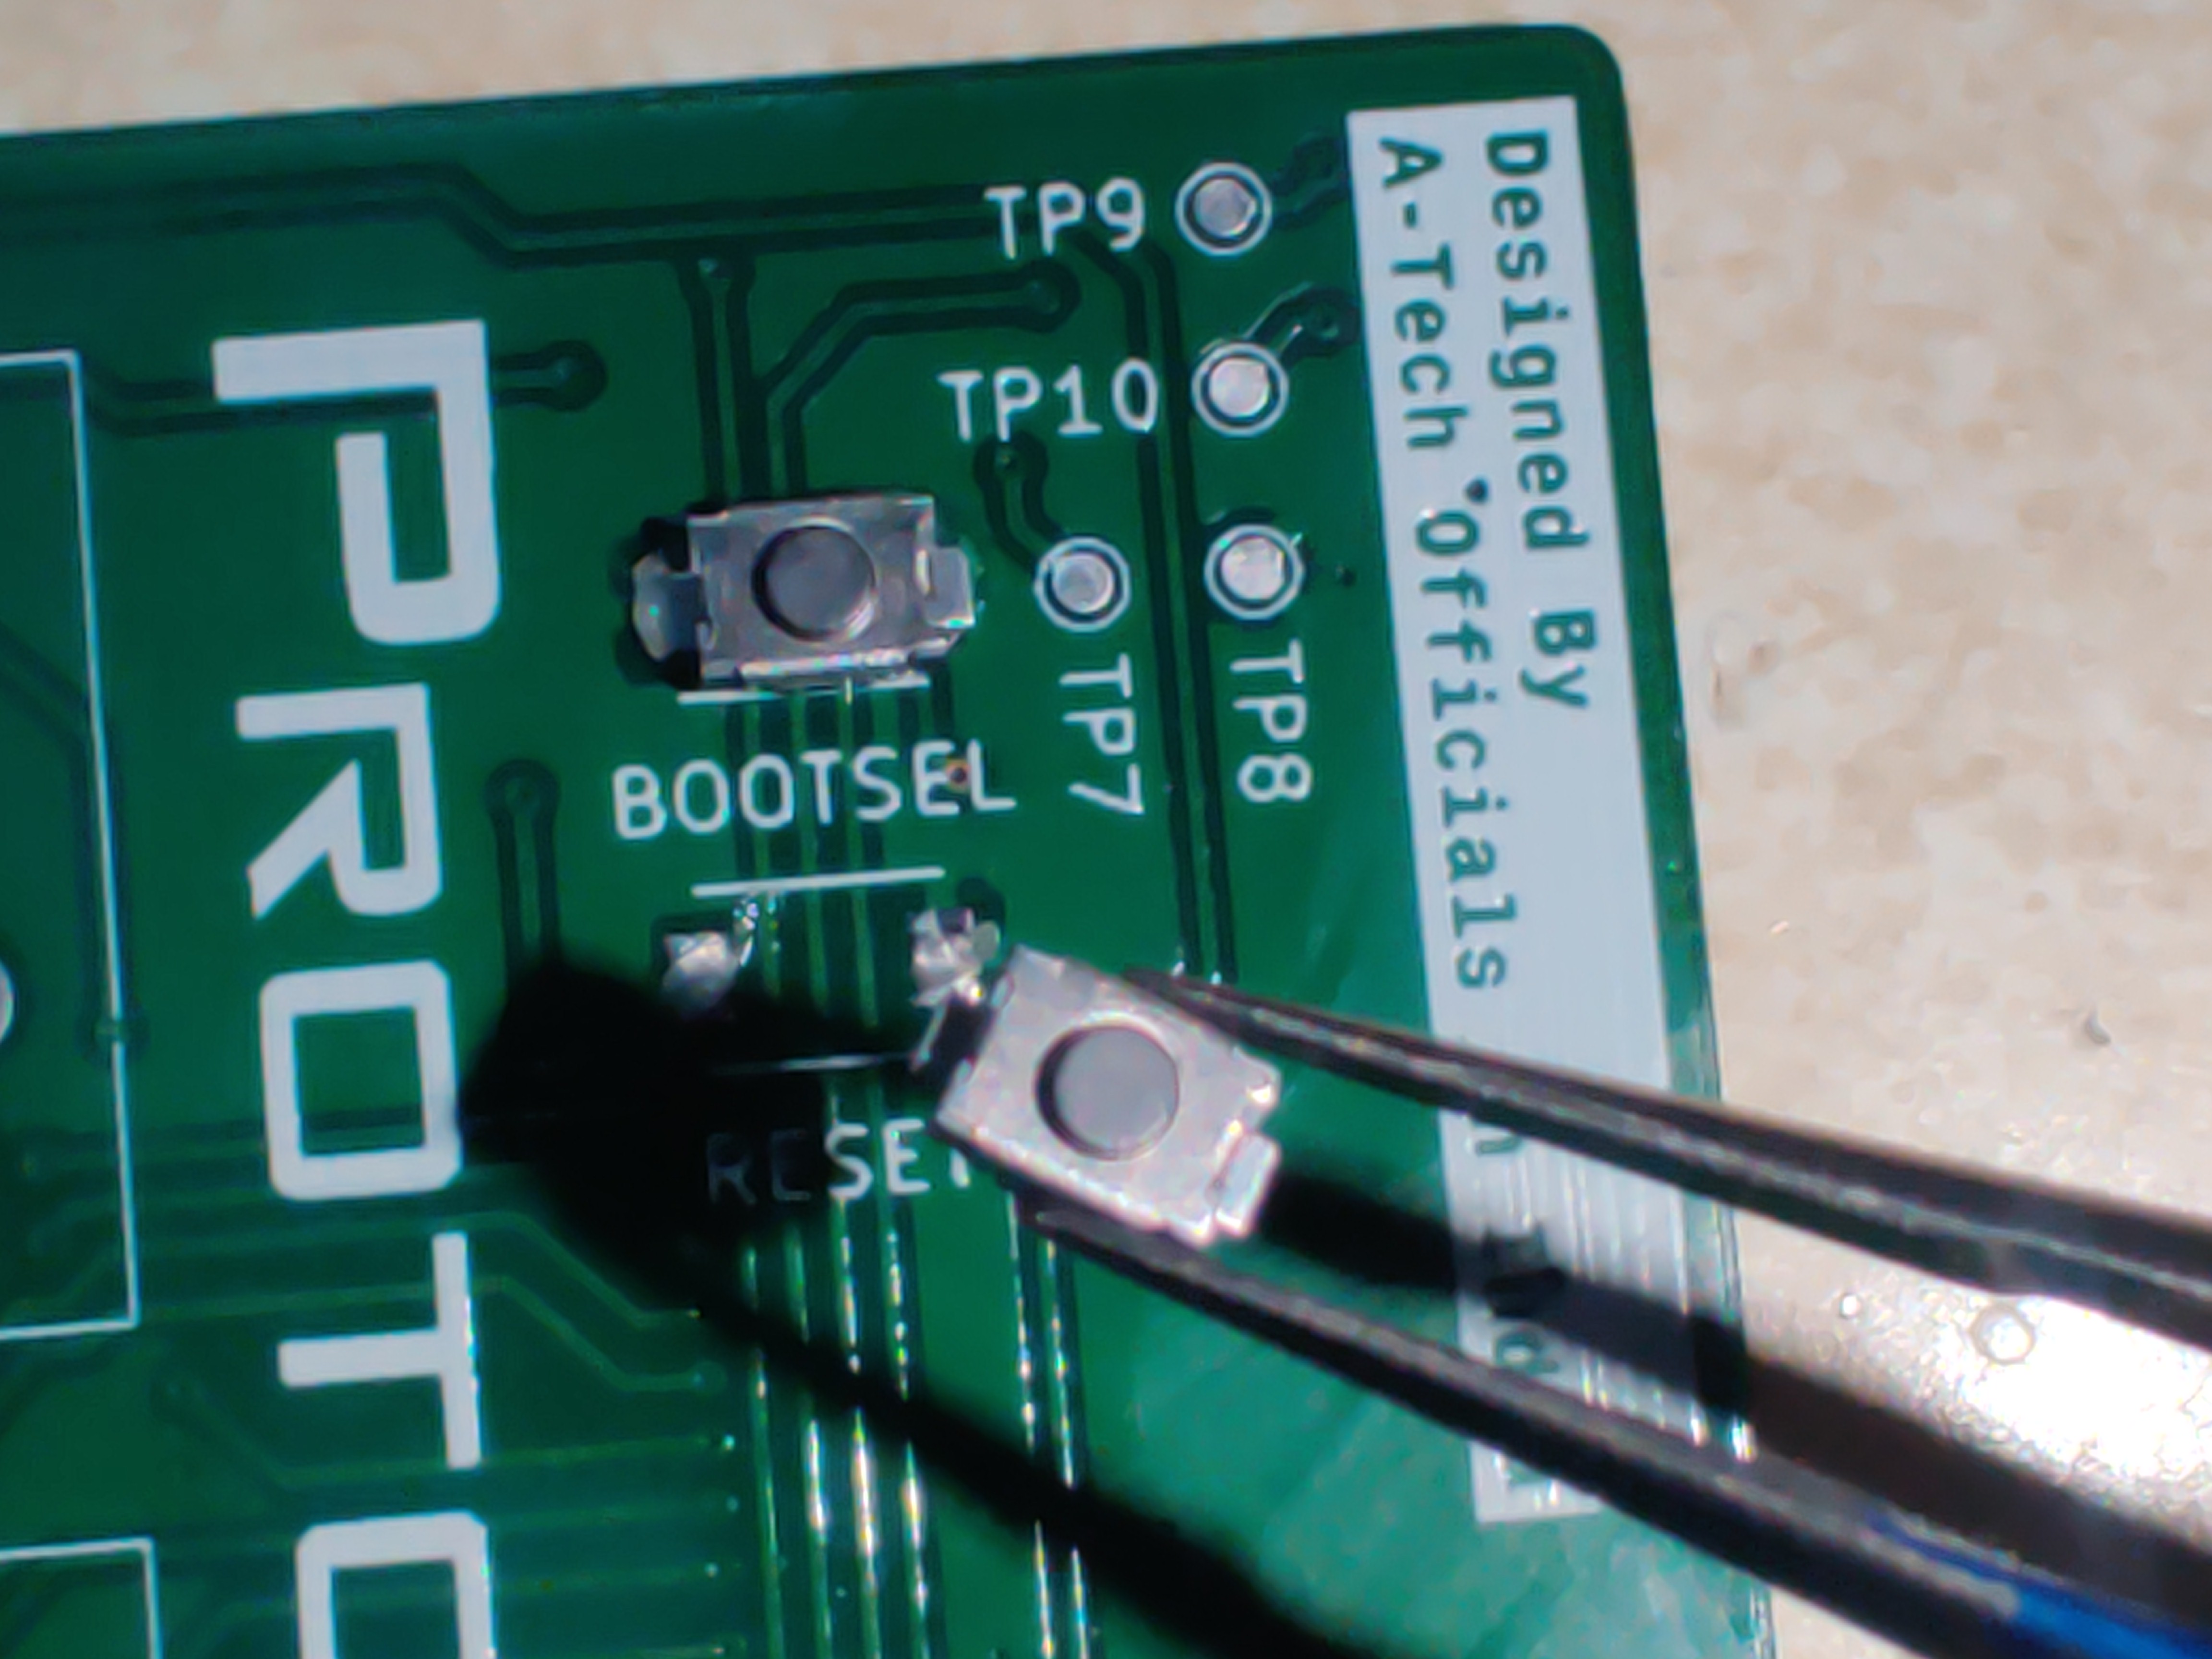 TP9
TP10
TP7
TP8
BOOTSEL
RESET
PROTO
Designed By
A-Tech Officials